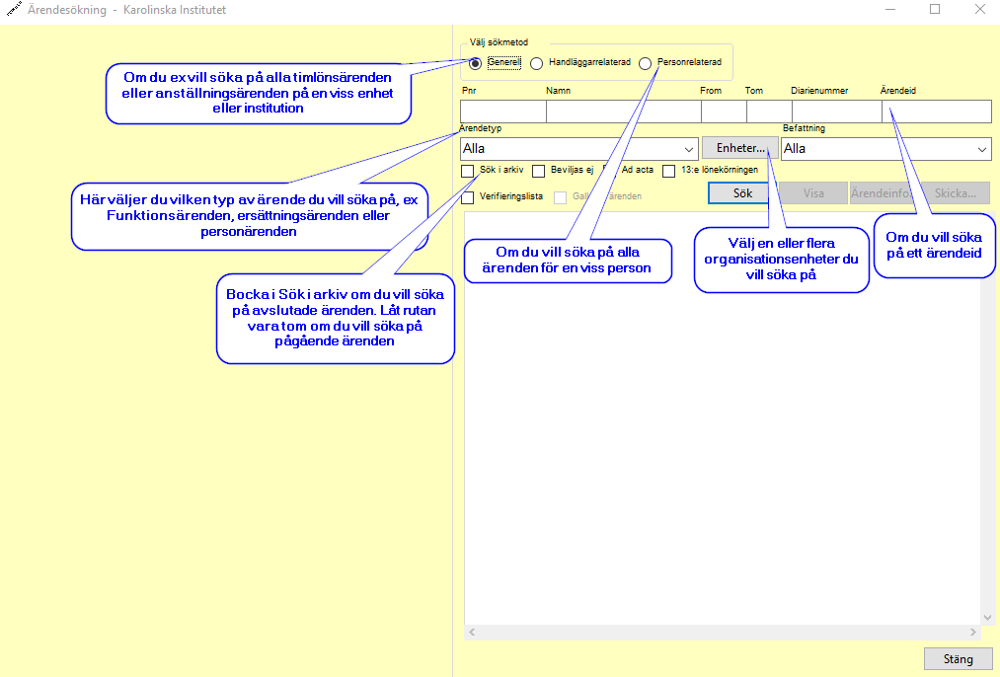 Ärendesökning - Karolinska Institutet
Välj sökmetod
Generell
Handläggarrelaterad
Personrelaterad
Om du ex vill söka på alla timlönsärenden
eller anställningsärenden på en viss enhet
eller institution
Pnr
Namn
From
Tom
Diarienummer
Ärendeid
Ärendetyp
Befattning
Alla
Enheter...
Alla
Sök i arkiv
Beviljas ej
Ad acta
13:e lönekörningen
Sök
Visa
Ärendeinfo
Skicka...
Verifieringslista
Här väljer du vilken typ av ärende du vill söka på, ex
Funktionsärenden, ersättningsärenden eller
personärenden
Om du vill söka på alla
ärenden för en viss person
Välj en eller flera
organisationsenheter du
vill söka på
Om du vill söka
på ett ärendeid
Bocka i Sök i arkiv om du vill söka
på avslutade ärenden. Låt rutan
vara tom om du vill söka på
pågående ärenden
Stäng